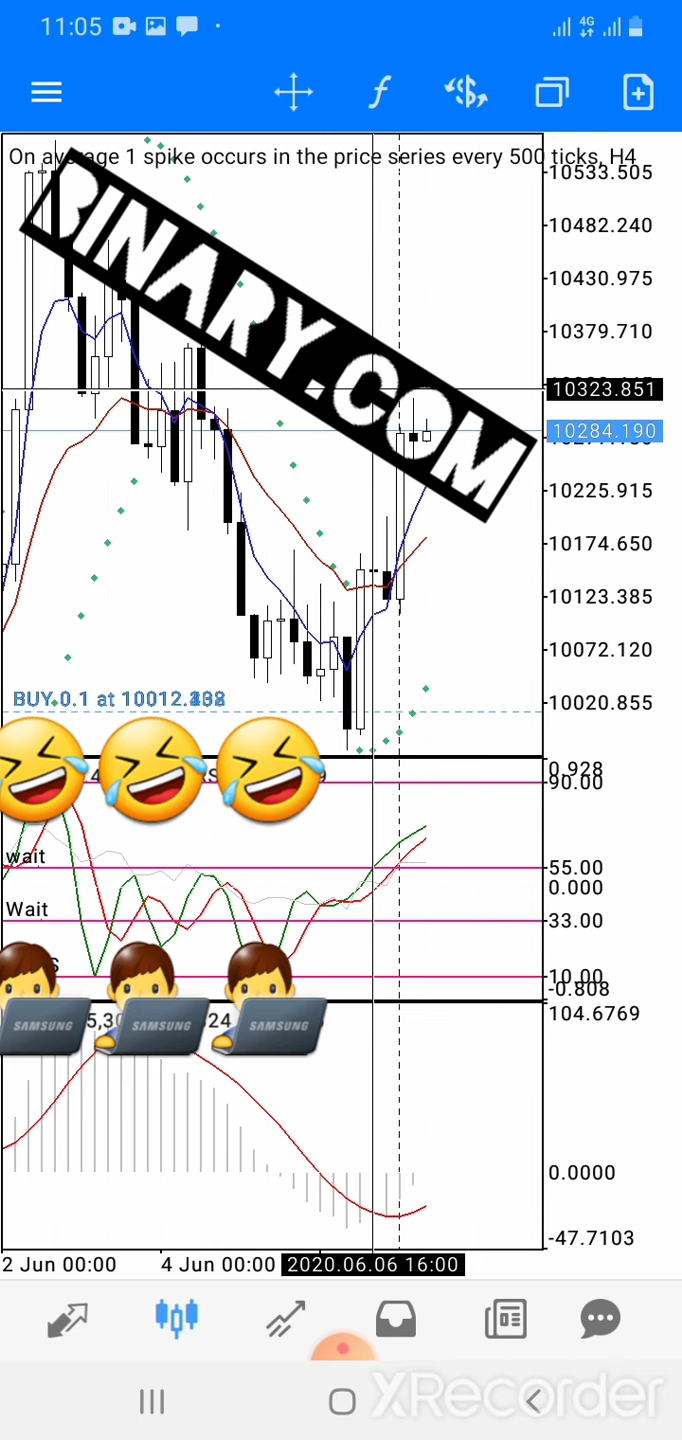 11:05
4G
f
On average 1 spike occurs in the price series every 500 ticks, H4
10533.505
10482.240
10430.975
10379.710
10323.851
10284.190
10225.915
10174.650
10123.385
10072.120
10020.855
BINARY.COM
BUY 0.1 at 10012.
0.928
90.00
wait
55.00
0.000
Wait
33.00
S
10.00
-0.808
SAMSUNG
SAMSUNG
SAMSUNG
5,30
24
104.6769
0.0000
-47.7103
2 Jun 00:00
4 Jun 00:00
2020.06.06 16:00
XRecorder